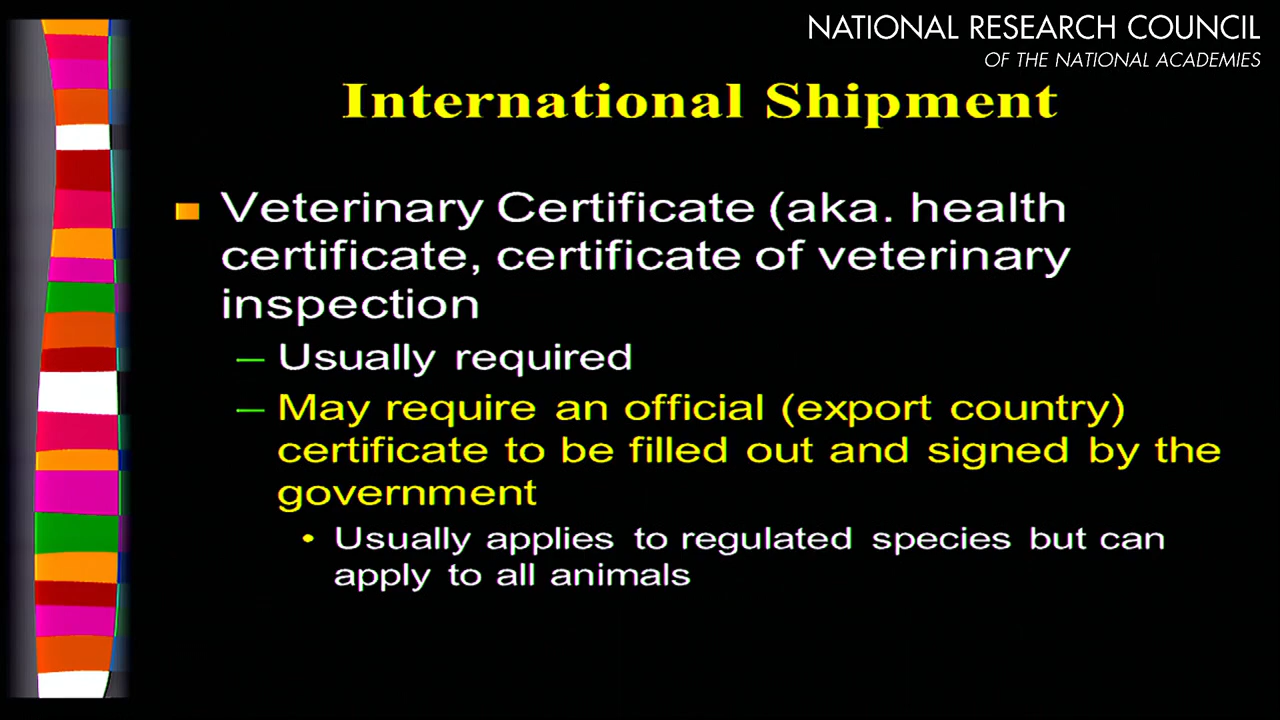 NATIONAL RESEARCH COUNCIL
OF THE NATIONAL ACADEMIES
International Shipment
Veterinary Certificate (aka. health
certificate, certificate of veterinary
inspection
– Usually required
– May require an official (export country)
certificate to be filled out and signed by the
government
• Usually applies to regulated species but can
apply to all animals